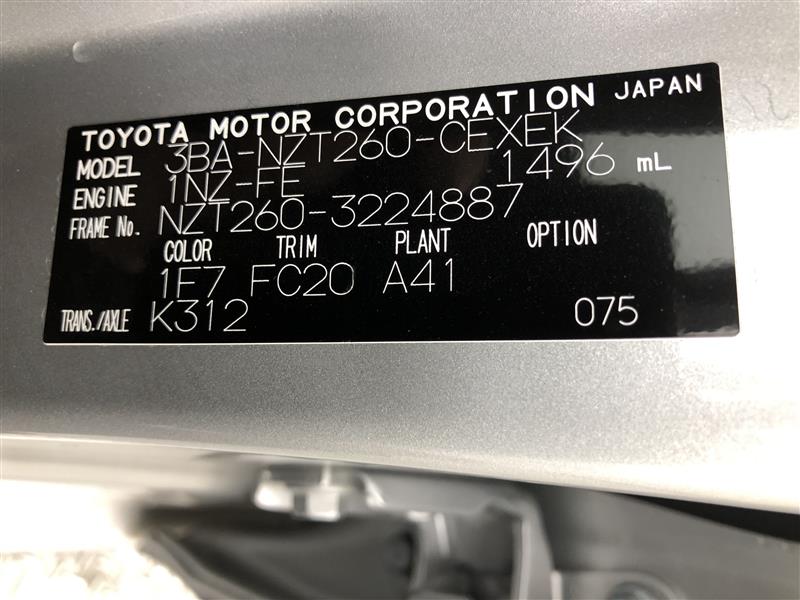 TOYOTA MOTOR CORPORATION JAPAN
MODEL 3BA-NZT260-CEXEK
ENGINE 1NZ-FE 1496 mL
FRAME No. NZT260-3224887
COLOR TRIM PLANT OPTION
1E7 FC20 A41
TRANS./AXLE K312 075